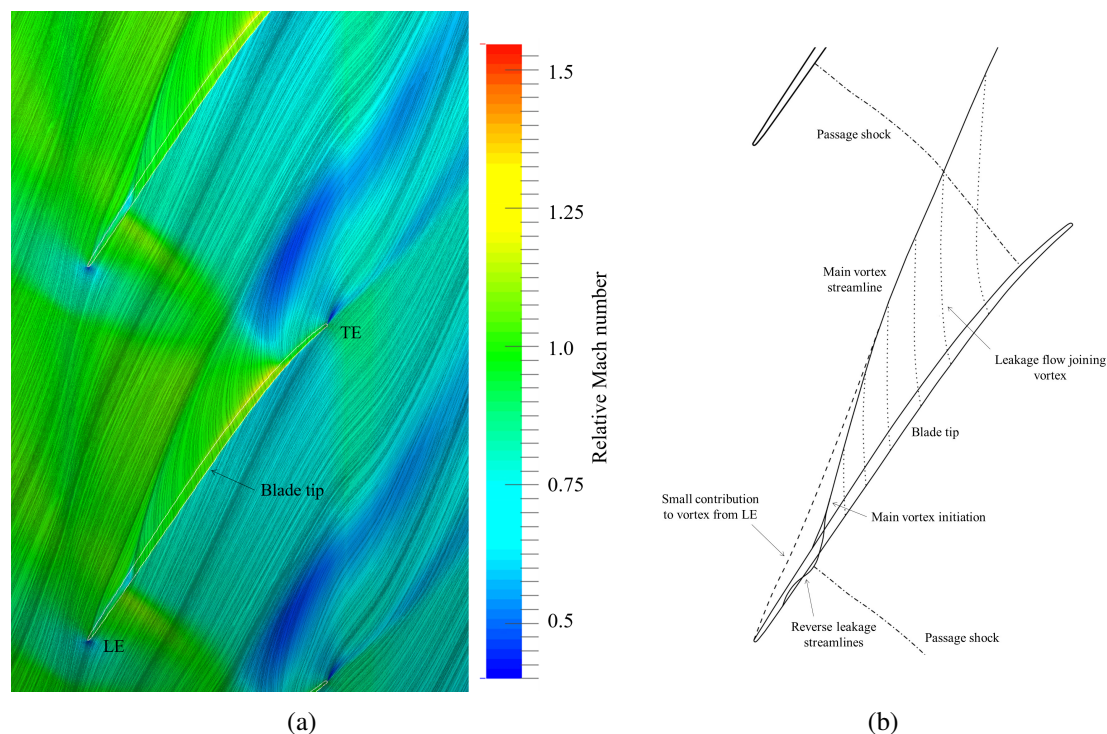 TE
Blade tip
LE
1.5
1.25
1.0
0.75
0.5
Relative Mach number
(a)
Passage shock
Main vortex
streamline
Leakage flow joining
vortex
Blade tip
Small contribution
to vortex from LE
Main vortex initiation
Reverse leakage
streamlines
Passage shock
(b)